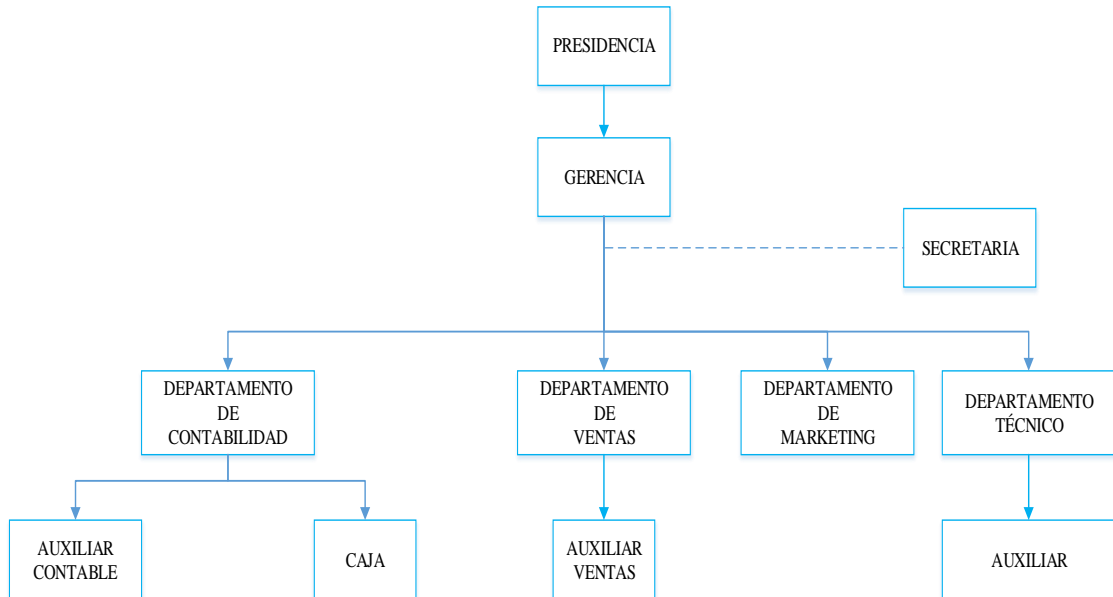 PRESIDENCIA
GERENCIA
SECRETARIA
DEPARTAMENTO
DE
CONTABILIDAD
DEPARTAMENTO
DE
VENTAS
DEPARTAMENTO
DE
MARKETING
DEPARTAMENTO
TÉCNICO
AUXILIAR
CONTABLE
CAJA
AUXILIAR
VENTAS
AUXILIAR